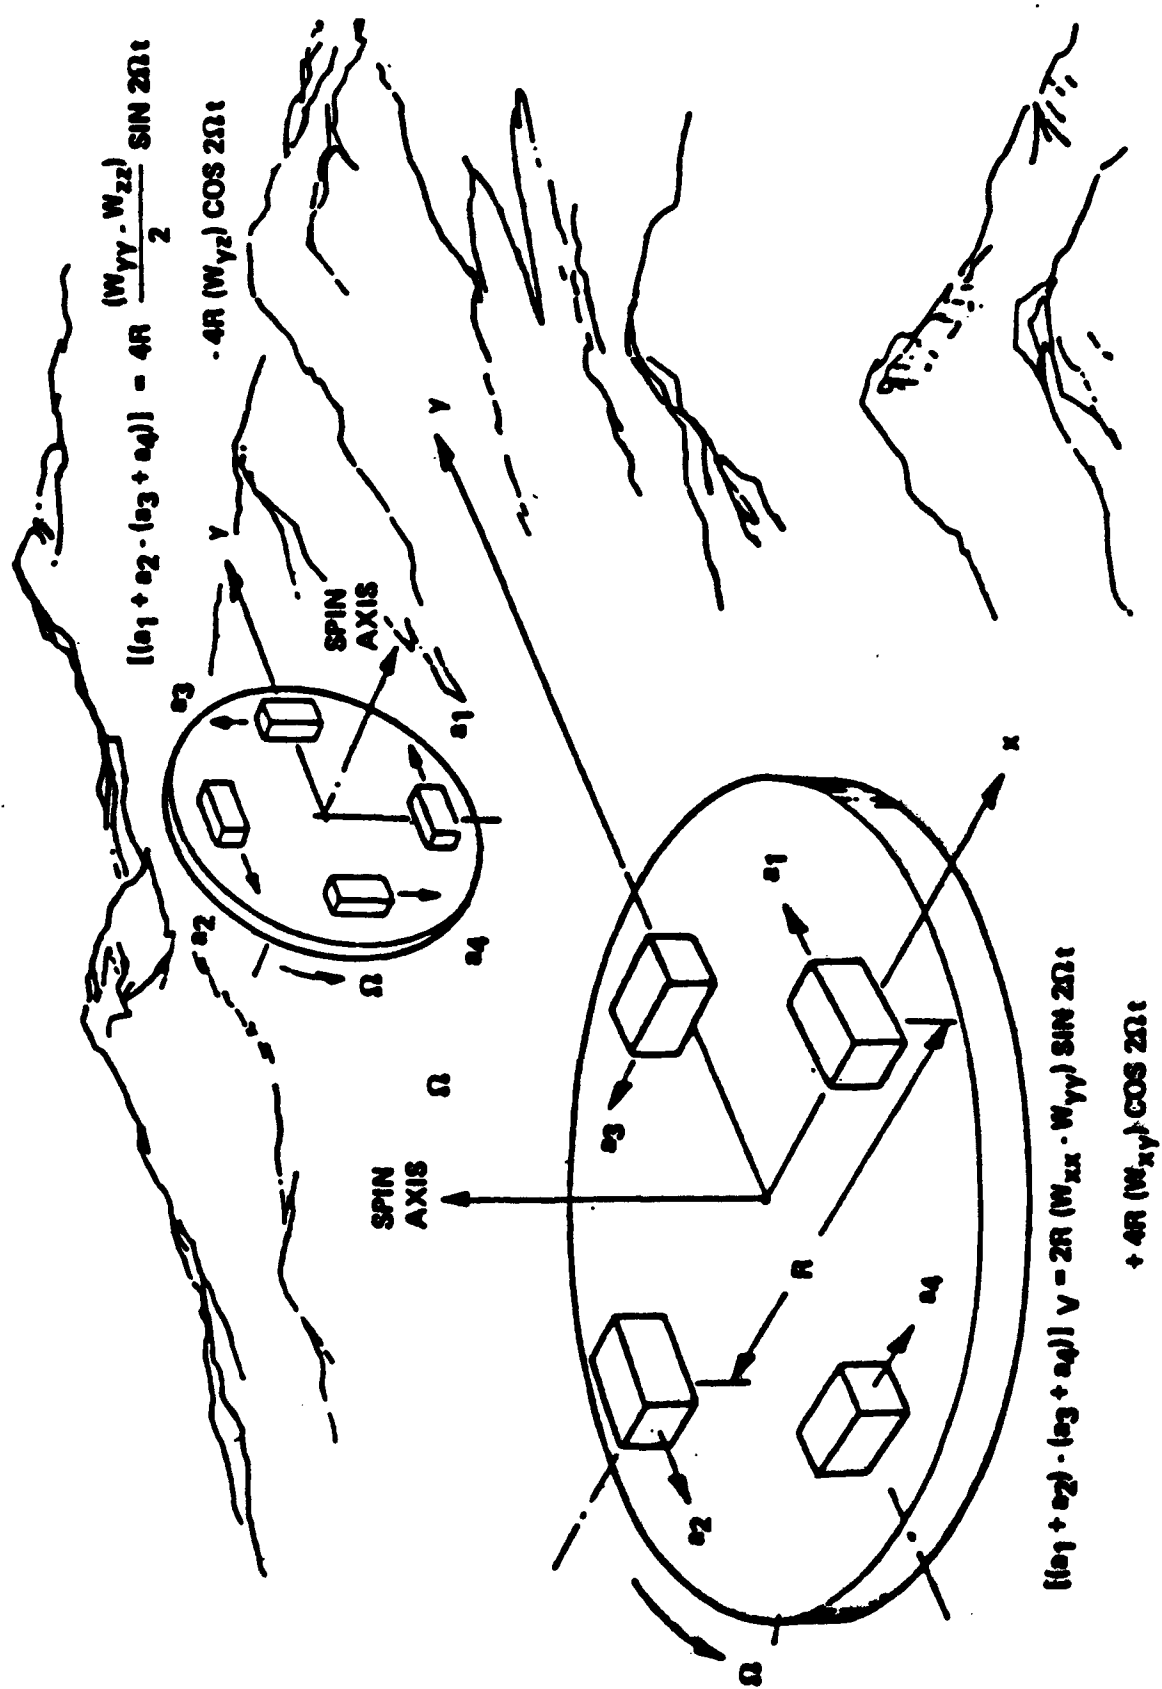 [(a1 + a2 - (a3 + a4)] = 4R (Wyy - Wzz) / 2 SIN 2Ωt
- 4R (Wyz) COS 2Ωt
Y
a3
SPIN
AXIS
a1
a2
Ω
a4
Y
SPIN
AXIS
Ω
a3
a1
X
R
a2
a4
Ω
[(a1 + a2) - (a3 + a4)] V = 2R (Wxx - Wyy) SIN 2Ωt
+ 4R (Wxy) COS 2Ωt